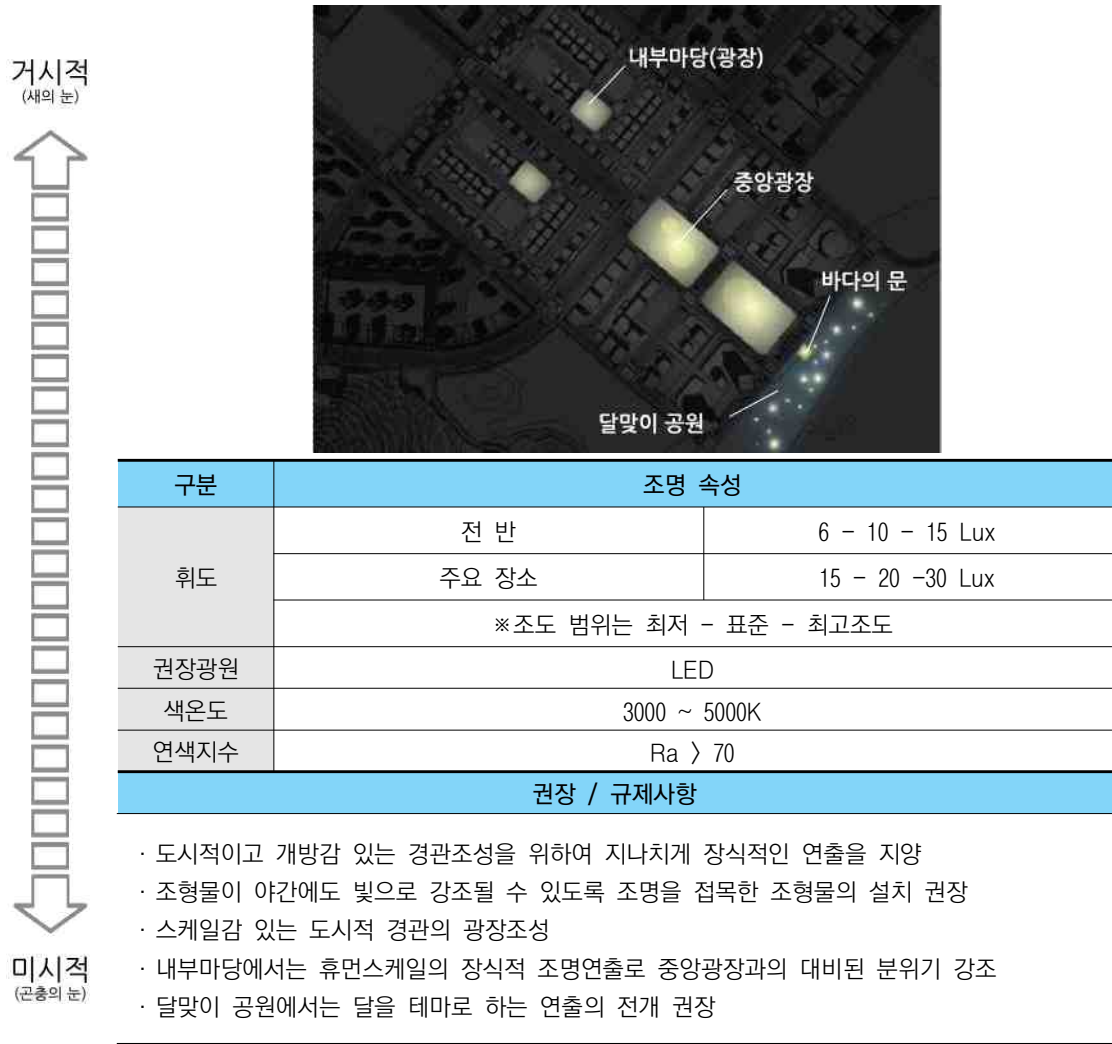 거시적
(새의 눈)
내부마당(광장)
중앙광장
바다의 문
달맞이 공원
구분 조명 속성
휘도 전 반 6 - 10 - 15 Lux
주요 장소 15 - 20 -30 Lux
※조도 범위는 최저 - 표준 - 최고조도
권장광원 LED
색온도 3000 ~ 5000K
연색지수 Ra 〉 70
권장 / 규제사항
· 도시적이고 개방감 있는 경관조성을 위하여 지나치게 장식적인 연출을 지양
· 조형물이 야간에도 빛으로 강조될 수 있도록 조명을 접목한 조형물의 설치 권장
· 스케일감 있는 도시적 경관의 광장조성
· 내부마당에서는 휴먼스케일의 장식적 조명연출로 중앙광장과의 대비된 분위기 강조
· 달맞이 공원에서는 달을 테마로 하는 연출의 전개 권장
미시적
(곤충의 눈)